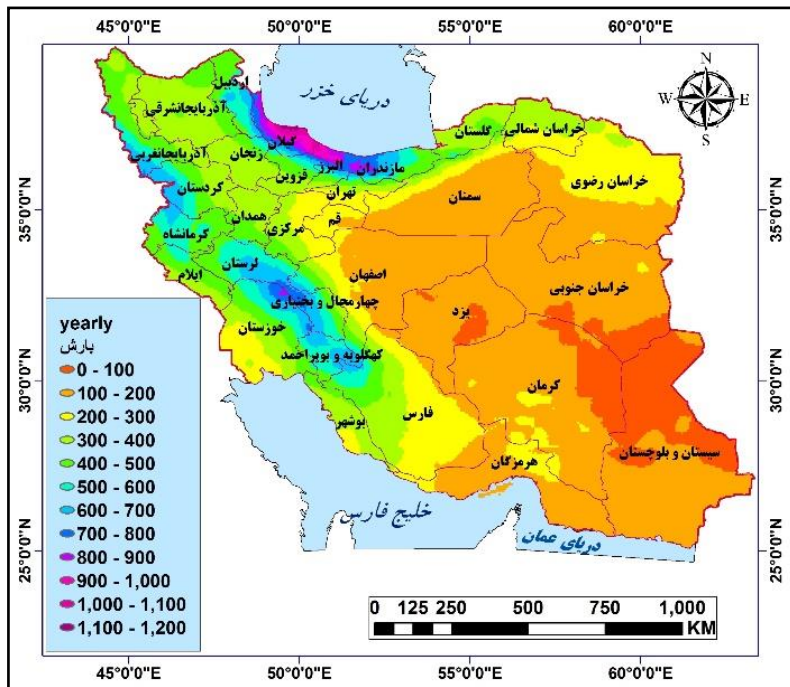 45°0'0"E 50°0'0"E 55°0'0"E 60°0'0"E
N
W E
S
دریای خزر
اردبیل
آذربایجانشرقی
گیلان
گلستان
خراسان شمالی
آذربایجانغربی
زنجان
البرز
مازندران
قزوین
کردستان
تهران
سمنان
خراسان رضوی
همدان
قم
مرکزی
کرمانشاه
ایلام
لرستان
اصفهان
خراسان جنوبی
چهارمحال و بختیاری
یزد
خوزستان
کهگلویه و بویراحمد
کرمان
فارس
بوشهر
سیستان و بلوچستان
هرمزگان
خلیج فارس
دریای عمان
35°0'0"N
30°0'0"N
25°0'0"N
35°0'0"N
30°0'0"N
25°0'0"N
yearly
بارش
0 - 100
100 - 200
200 - 300
300 - 400
400 - 500
500 - 600
600 - 700
700 - 800
800 - 900
900 - 1,000
1,000 - 1,100
1,100 - 1,200
0 125 250 500 750 1,000
KM
45°0'0"E 50°0'0"E 55°0'0"E 60°0'0"E